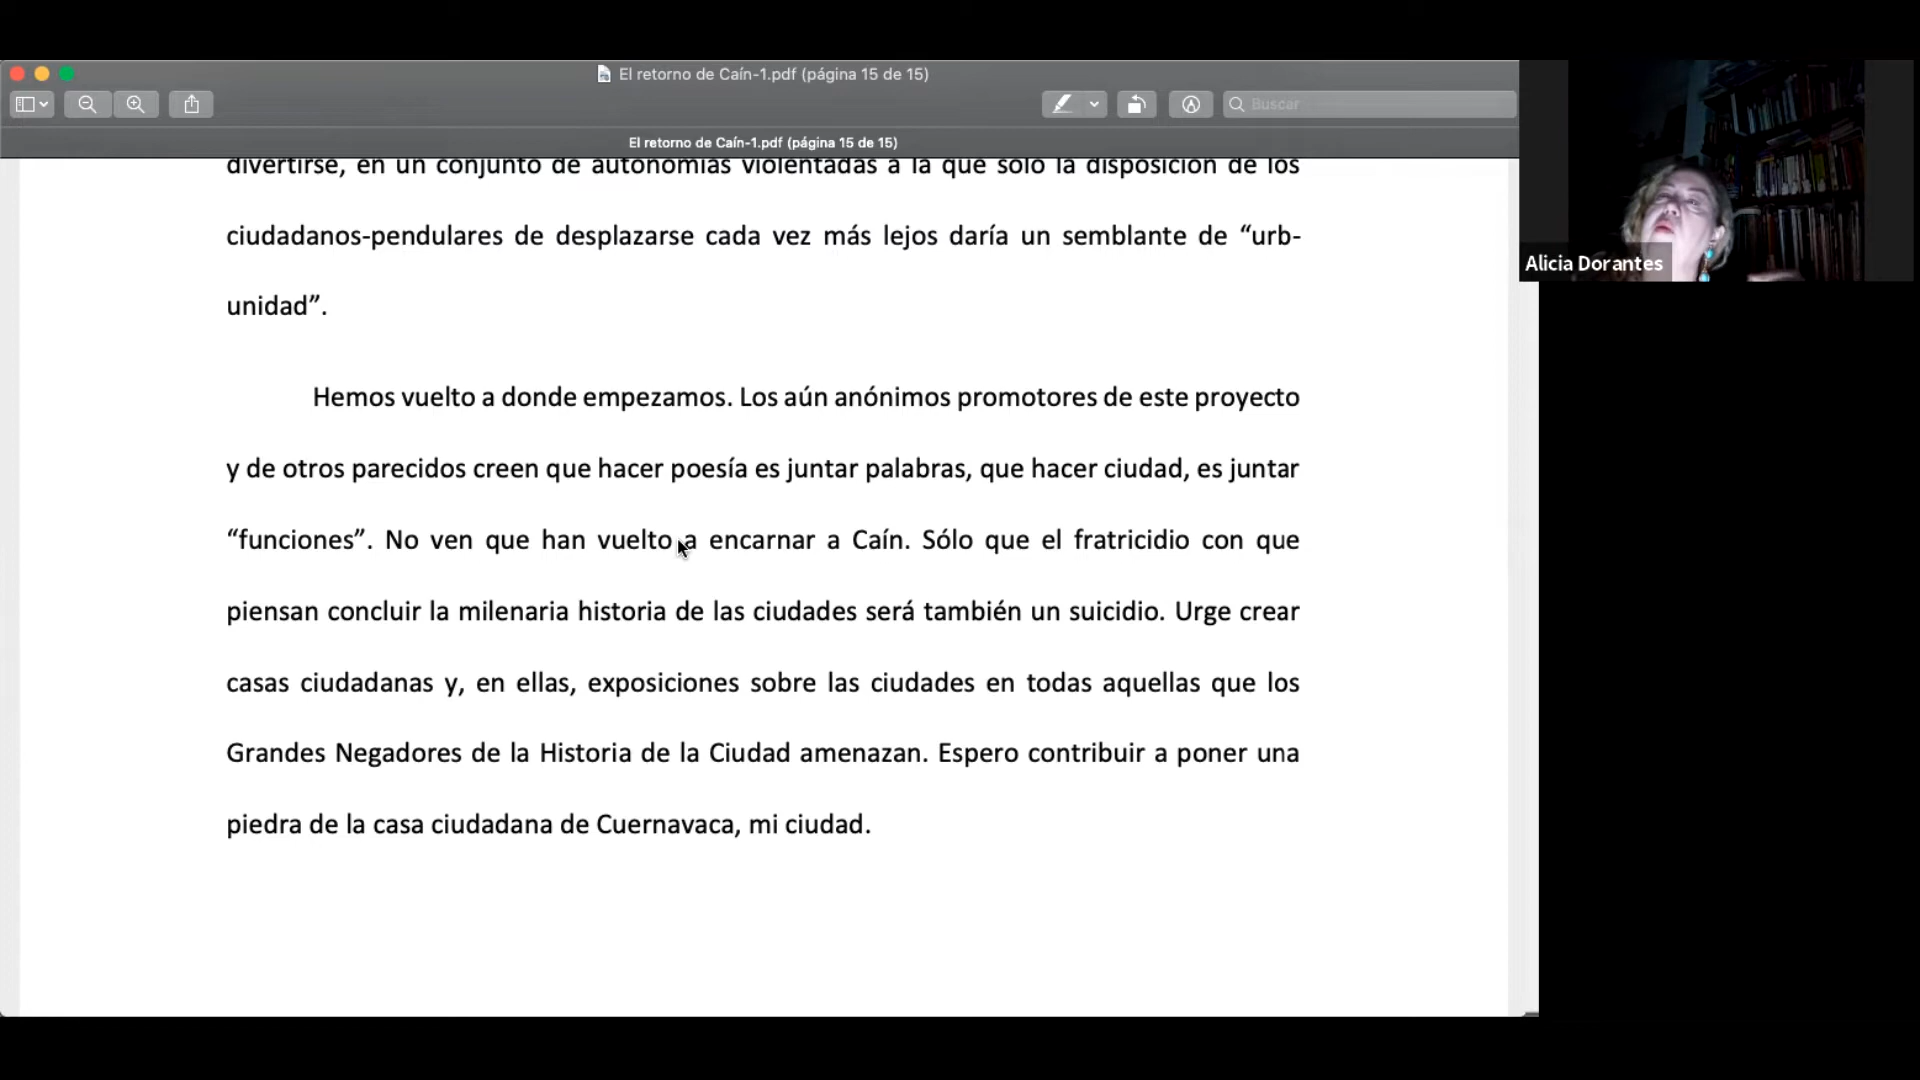 El retorno de Caín-1.pdf (página 15 de 15)
Buscar
El retorno de Caín-1.pdf (página 15 de 15)
divertirse, en un conjunto de autonomías violentadas a la que sólo la disposición de los
ciudadanos-pendulares de desplazarse cada vez más lejos daría un semblante de “urb-
unidad”.
Hemos vuelto a donde empezamos. Los aún anónimos promotores de este proyecto
y de otros parecidos creen que hacer poesía es juntar palabras, que hacer ciudad, es juntar
“funciones”. No ven que han vuelto a encarnar a Caín. Sólo que el fratricidio con que
piensan concluir la milenaria historia de las ciudades será también un suicidio. Urge crear
casas ciudadanas y, en ellas, exposiciones sobre las ciudades en todas aquellas que los
Grandes Negadores de la Historia de la Ciudad amenazan. Espero contribuir a poner una
piedra de la casa ciudadana de Cuernavaca, mi ciudad.
Alicia Dorantes